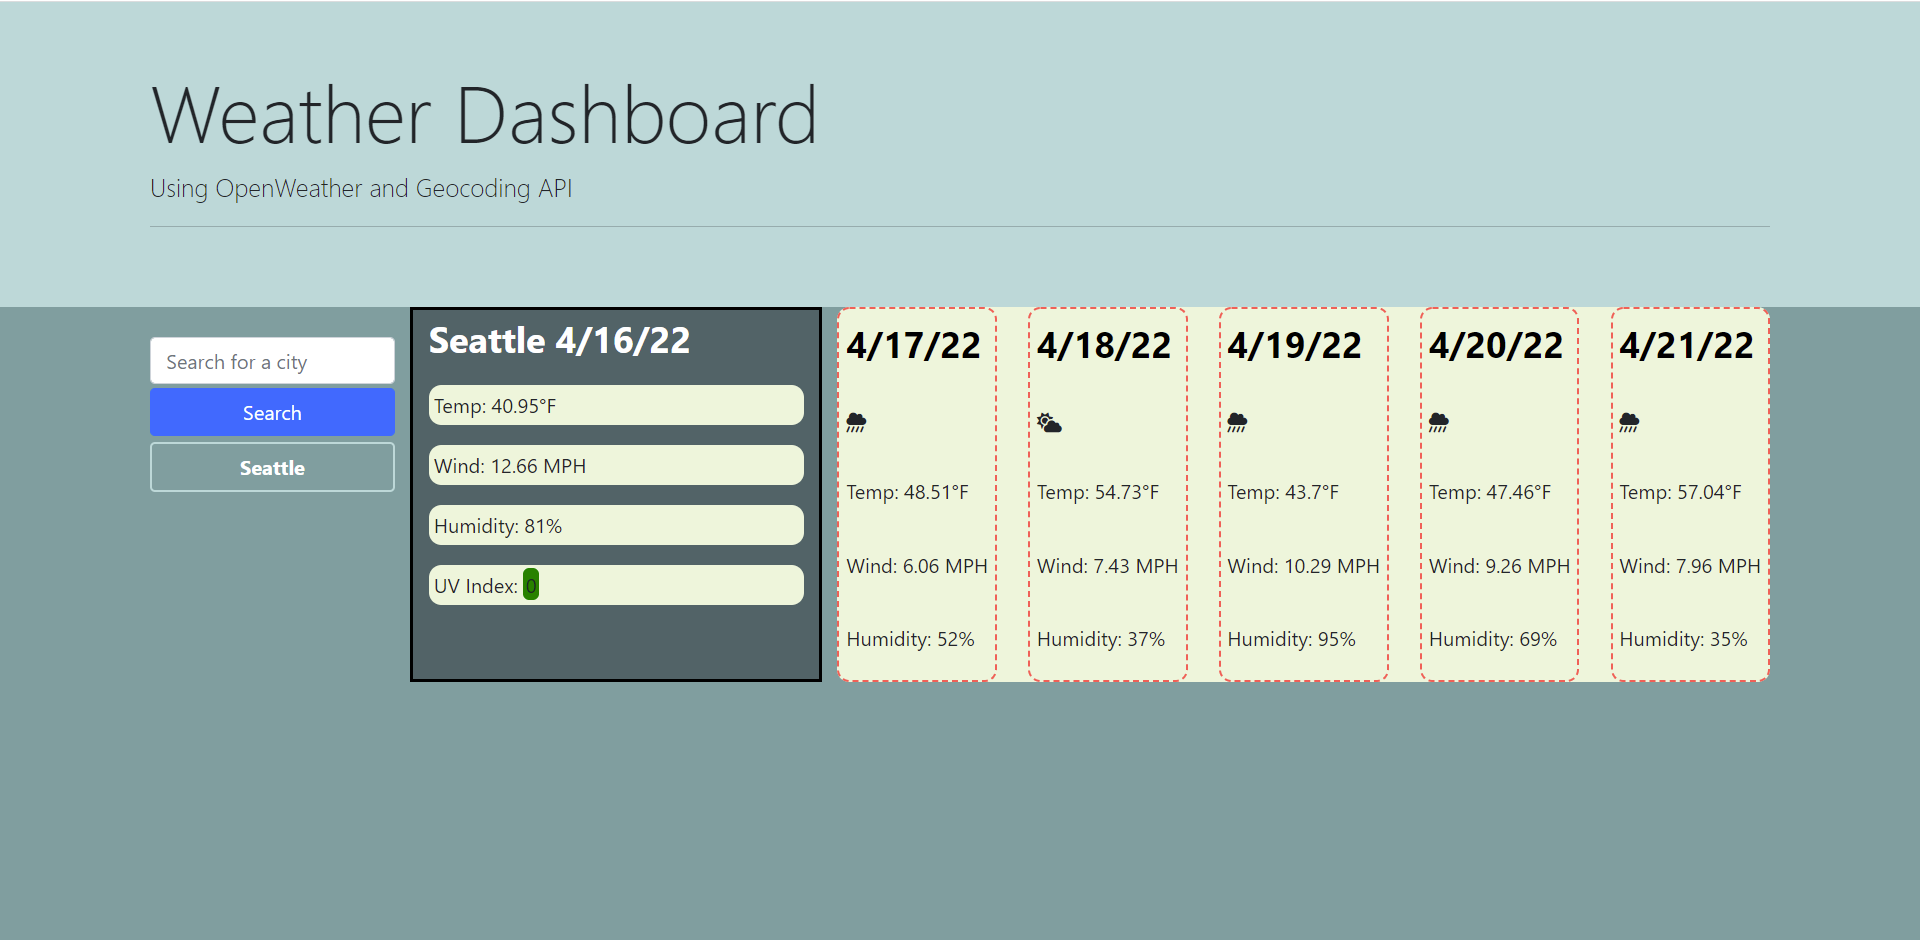 Weather Dashboard
Using OpenWeather and Geocoding API
Search for a city
Search
Seattle
Seattle 4/16/22
Temp: 40.95°F
Wind: 12.66 MPH
Humidity: 81%
UV Index: 0
4/17/22
Temp: 48.51°F
Wind: 6.06 MPH
Humidity: 52%
4/18/22
Temp: 54.73°F
Wind: 7.43 MPH
Humidity: 37%
4/19/22
Temp: 43.7°F
Wind: 10.29 MPH
Humidity: 95%
4/20/22
Temp: 47.46°F
Wind: 9.26 MPH
Humidity: 69%
4/21/22
Temp: 57.04°F
Wind: 7.96 MPH
Humidity: 35%